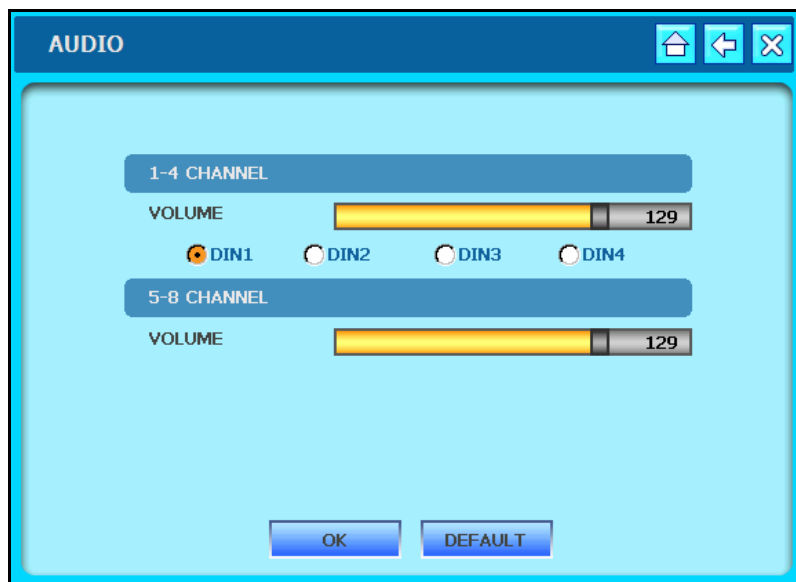 AUDIO
1-4 CHANNEL
VOLUME 129
DIN1 DIN2 DIN3 DIN4
5-8 CHANNEL
VOLUME 129
OK DEFAULT